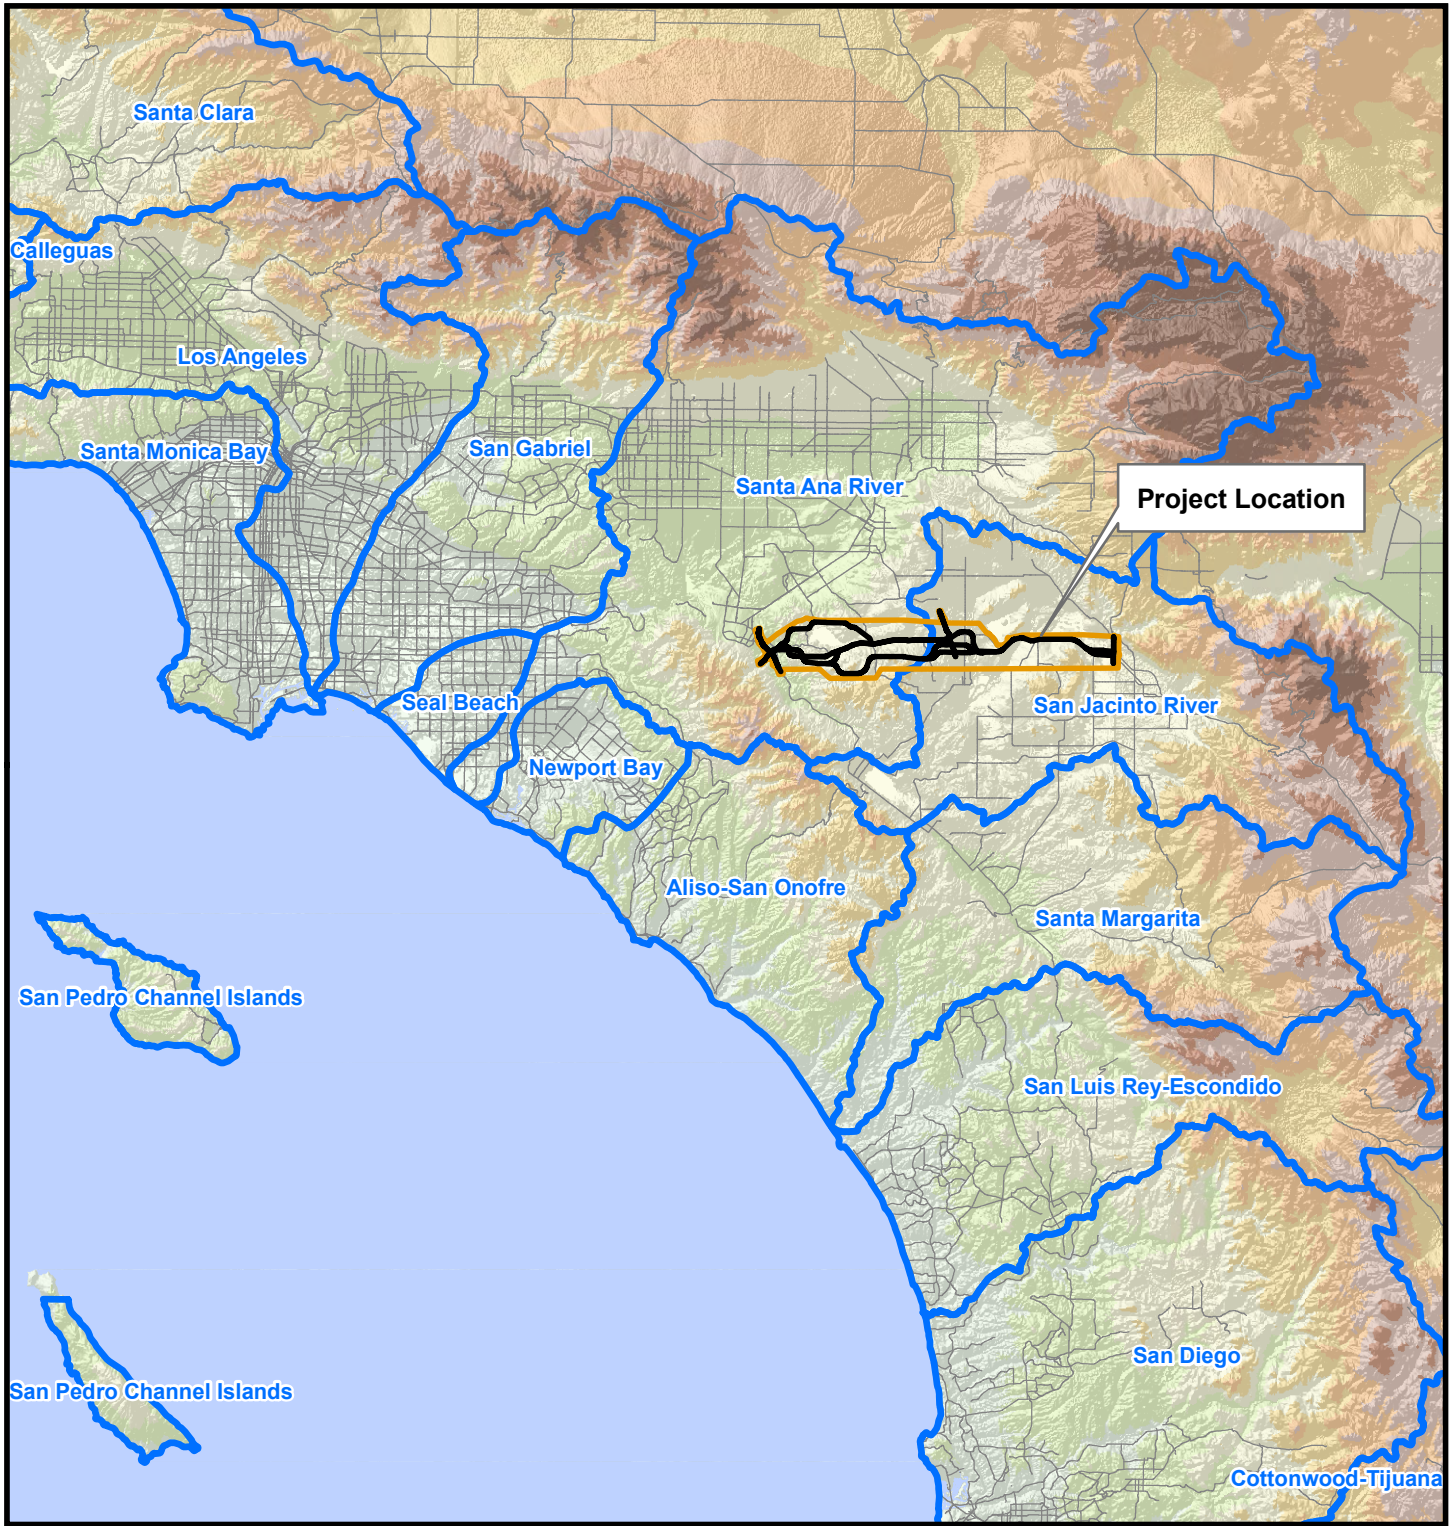 Santa Clara
Calleguas
Los Angeles
Santa Monica Bay
San Gabriel
Santa Ana River
Project Location
Seal Beach
San Jacinto River
Newport Bay
Aliso-San Onofre
Santa Margarita
San Pedro Channel Islands
San Luis Rey-Escondido
San Diego
San Pedro Channel Islands
Cottonwood-Tijuana